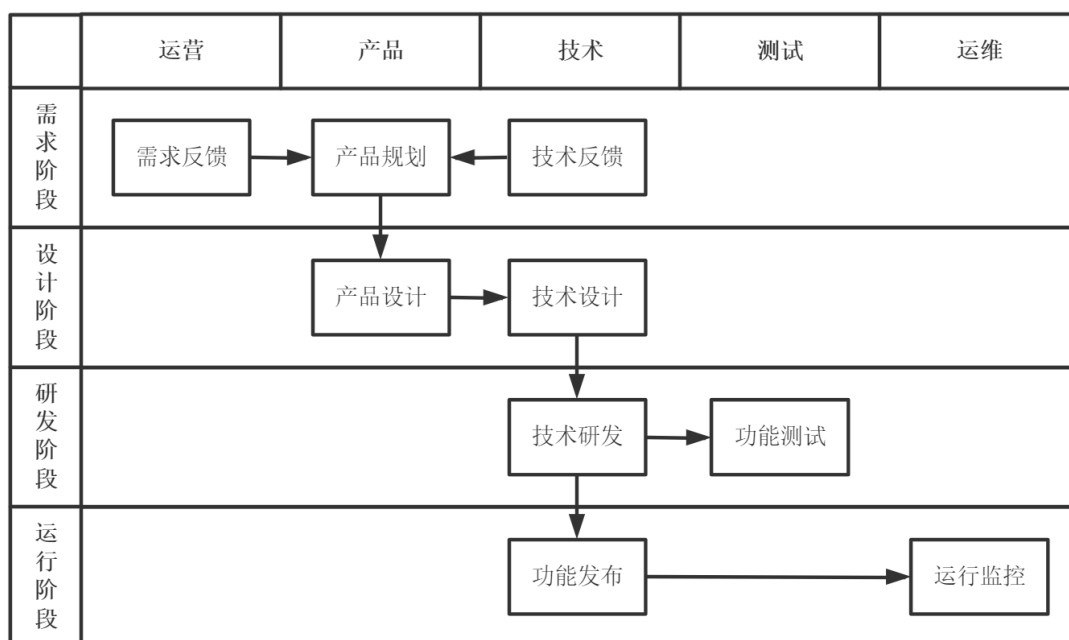 运营 产品 技术 测试 运维
需求阶段
需求反馈 产品规划 技术反馈
设计阶段
产品设计 技术设计
研发阶段
技术研发 功能测试
运行阶段
功能发布 运行监控